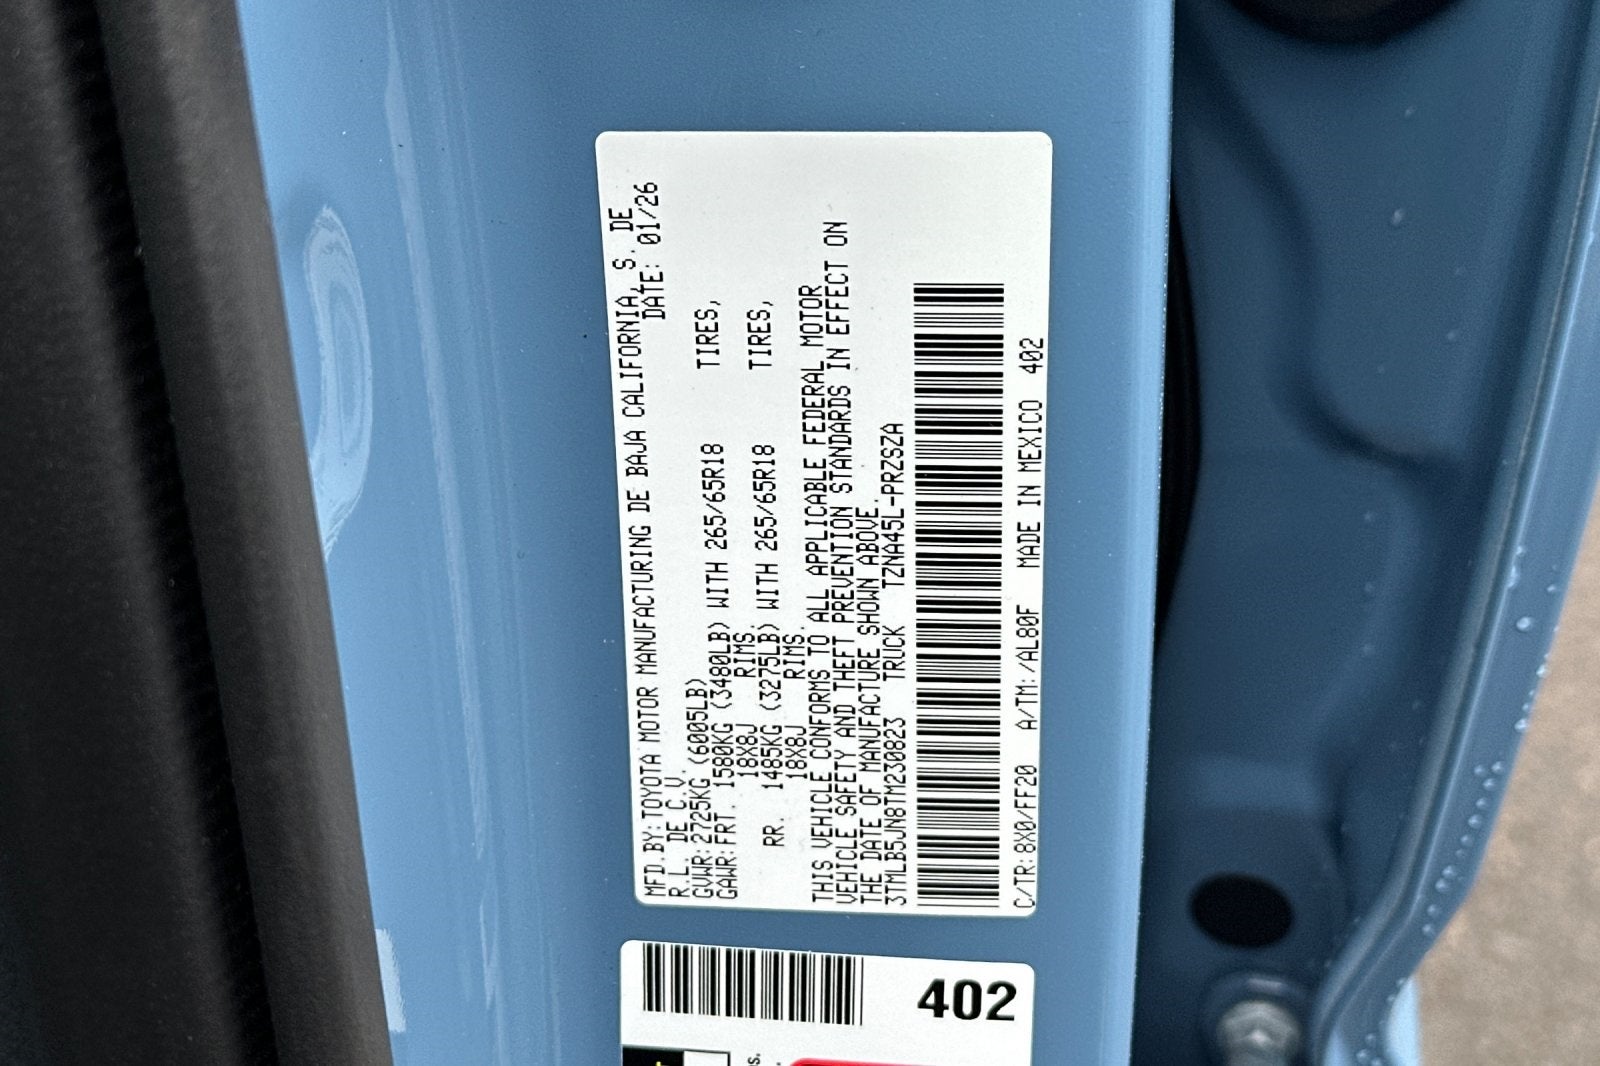 MFD.BY:TOYOTA MOTOR MANUFACTURING DE BAJA CALIFORNIA, S. DE
R.L. DE C.V. DATE: 01/26
GVWR:2725KG (6005LB)
GAWR:FRT. 1580KG (3480LB) WITH 265/65R18 TIRES,
18X8J RIMS.
RR. 1485KG (3275LB) WITH 265/65R18 TIRES,
18X8J RIMS.
THIS VEHICLE CONFORMS TO ALL APPLICABLE FEDERAL MOTOR
VEHICLE SAFETY AND THEFT PREVENTION STANDARDS IN EFFECT ON
THE DATE OF MANUFACTURE SHOWN ABOVE.
3TMLB5JN8TM230823 TRUCK TZNA45L-PRZSZA
C/TR:8X0/FF20 A/TM:/AL80F MADE IN MEXICO 402
402